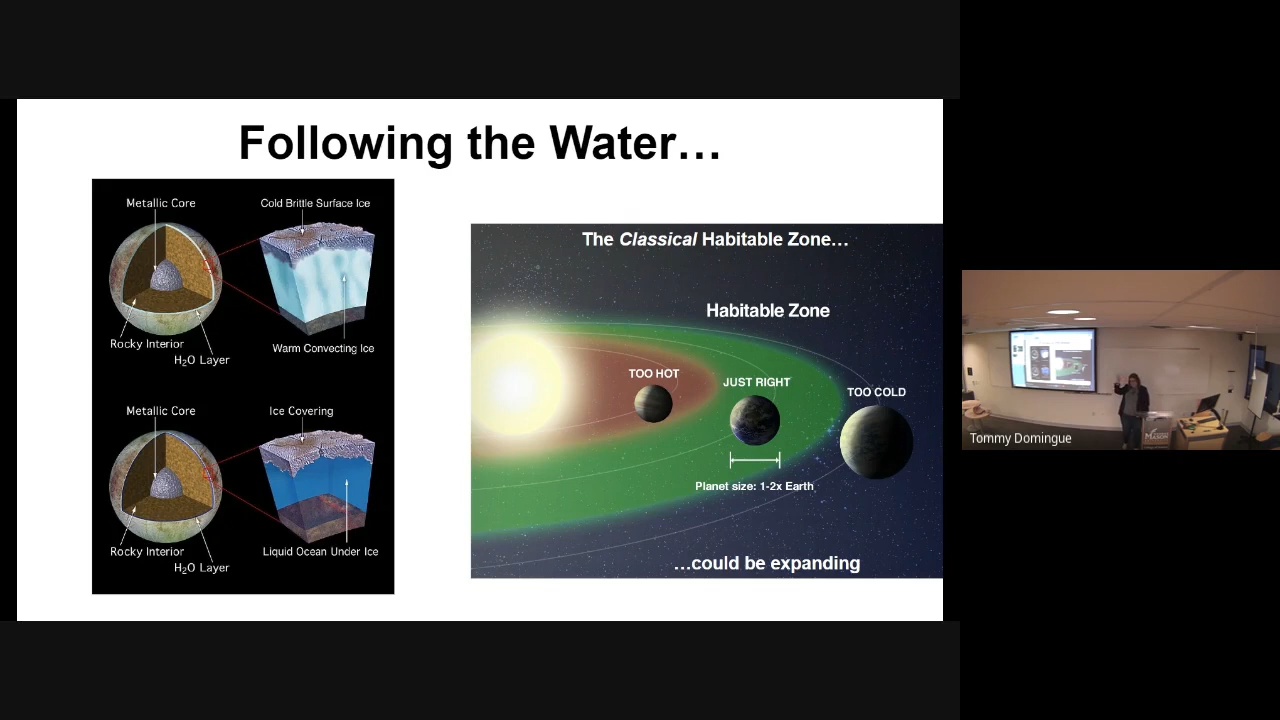 Following the Water…
Metallic Core
Cold Brittle Surface Ice
Rocky Interior
H₂O Layer
Warm Convecting Ice
Metallic Core
Ice Covering
Rocky Interior
H₂O Layer
Liquid Ocean Under Ice
The Classical Habitable Zone…
Habitable Zone
TOO HOT
JUST RIGHT
TOO COLD
Planet size: 1-2x Earth
…could be expanding
MASON
Tommy Domingue